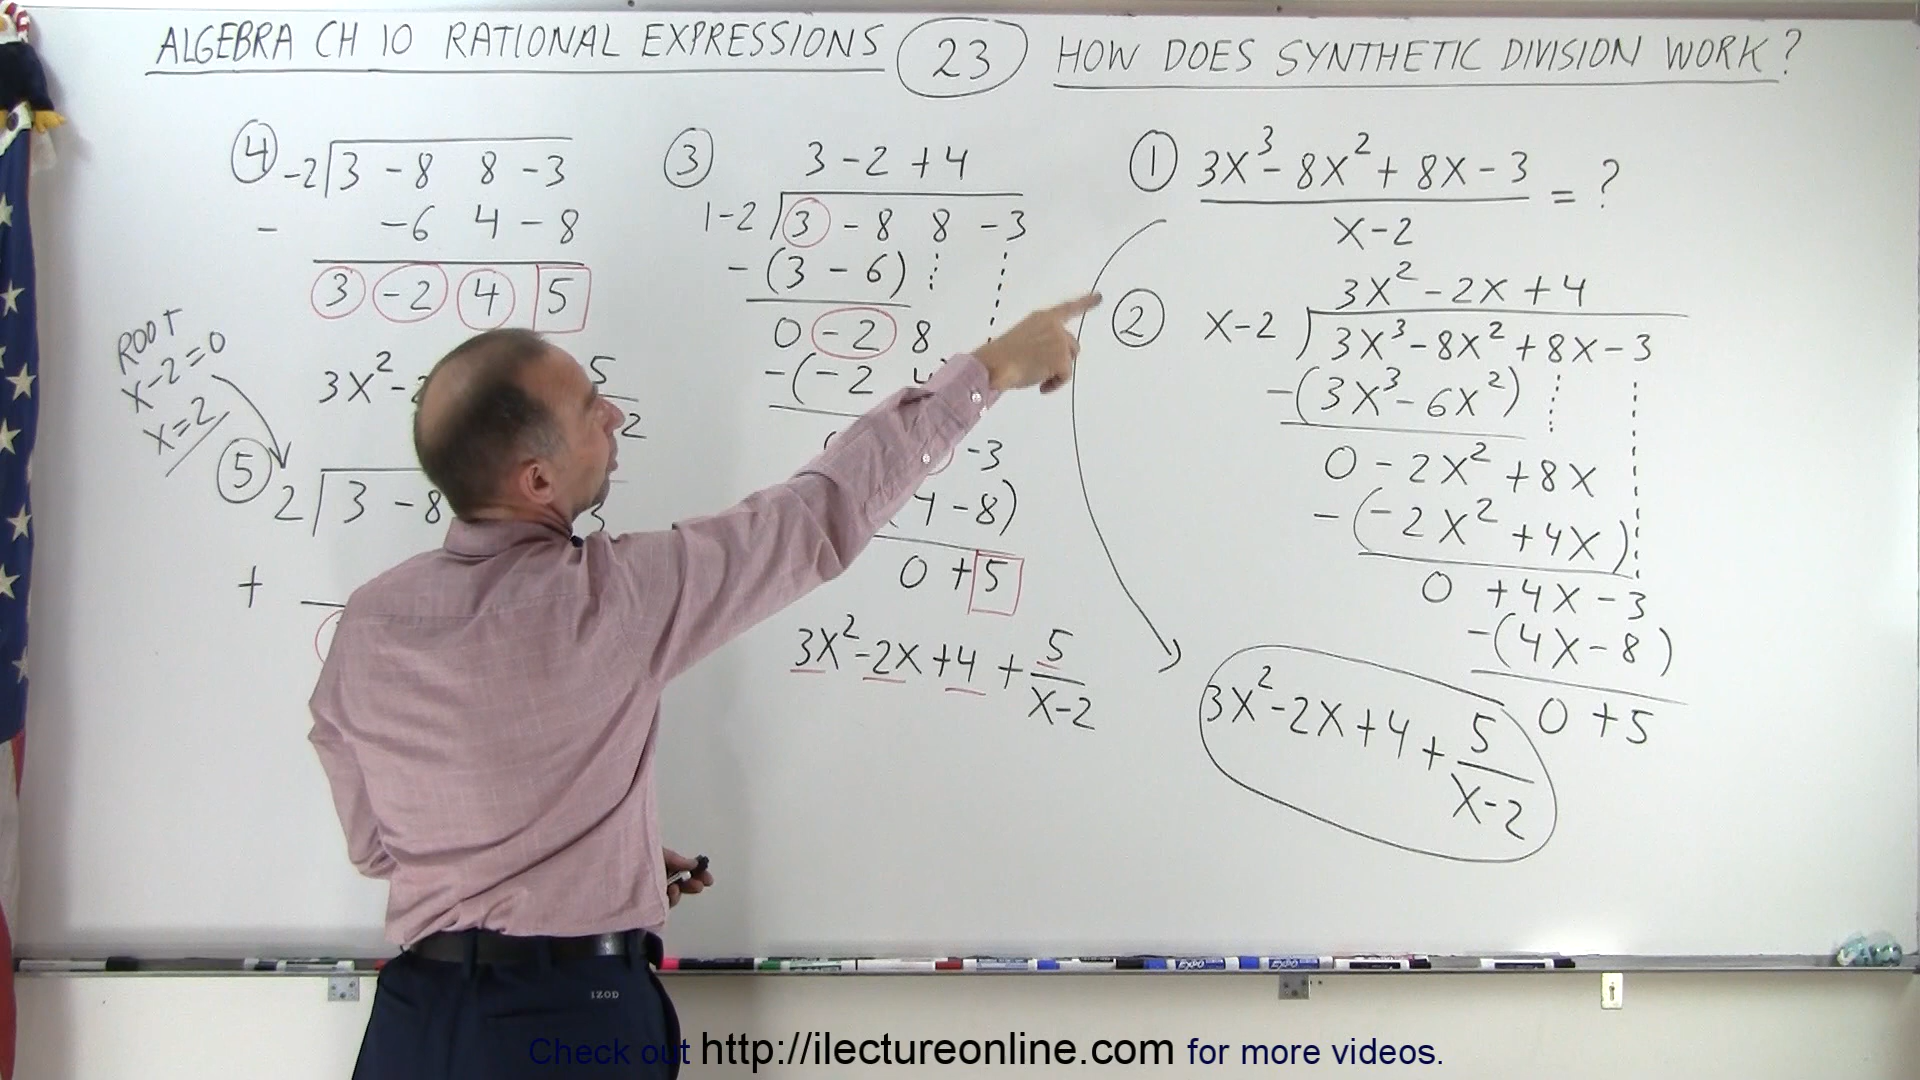 ALGEBRA CH 10 RATIONAL EXPRESSIONS 23 HOW DOES SYNTHETIC DIVISION WORK?
④
-2 3 -8 8 -3
- -6 4 -8
3 -2 4 5
3X²-
5
2
ROOT
X-2=0
X=2
⑤
2 3 -8
3
+
③
3 -2 +4
1-2 3 -8 8 -3
-(3 -6)
0 -2 8
-(-2
-3
4 -8)
0 +5
3X²-2X+4+5/X-2
①
3X³-8X²+8X-3 = ?
X-2
②
3X²-2X+4
X-2 3X³-8X²+8X-3
-(3X³-6X²)
0 -2X²+8X
-(-2X²+4X)
0 +4X-3
-(4X-8)
0 +5
3X²-2X+4+5/X-2
EXPO EXPO
IZOD
Check out http://ilectureonline.com for more videos.